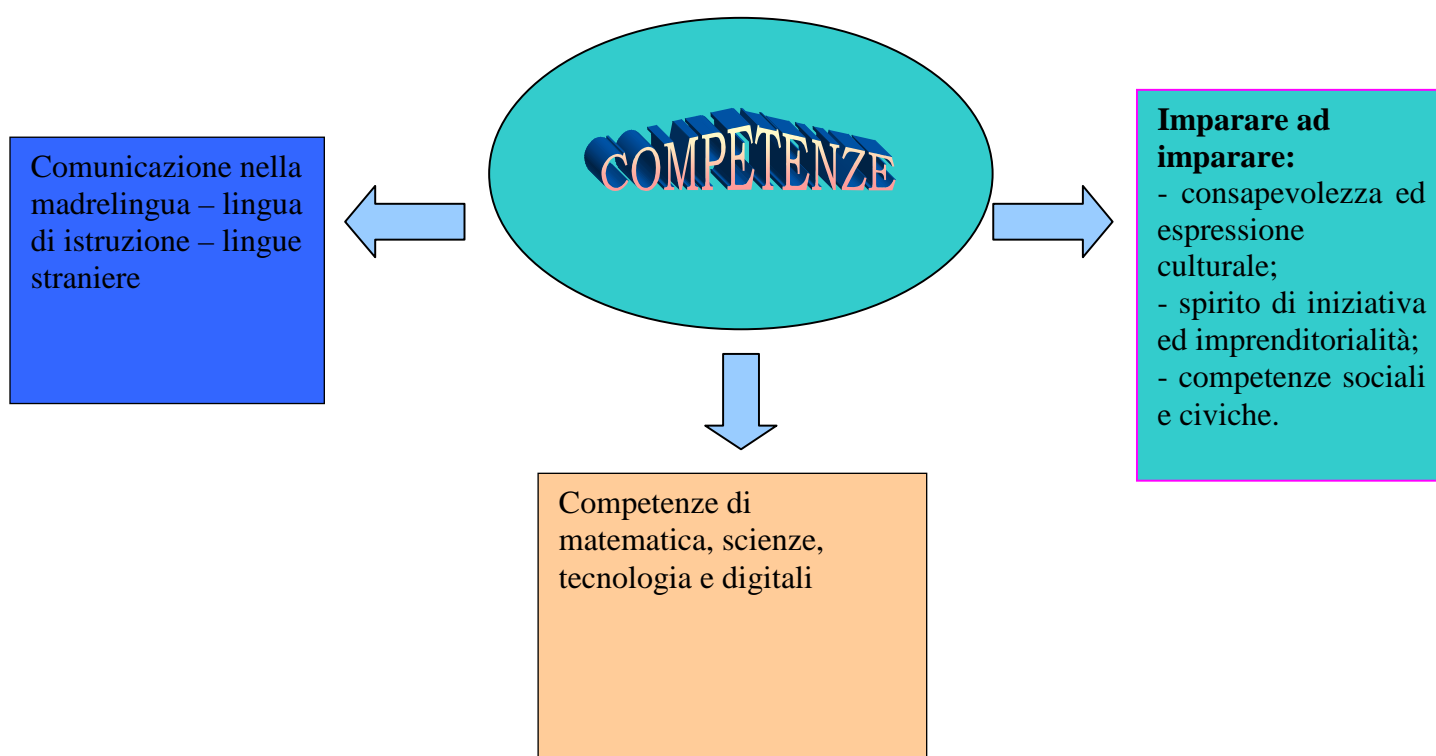 COMPETENZE
Comunicazione nella
madrelingua – lingua
di istruzione – lingue
straniere
Imparare ad
imparare:
- consapevolezza ed
espressione
culturale;
- spirito di iniziativa
ed imprenditorialità;
- competenze sociali
e civiche.
Competenze di
matematica, scienze,
tecnologia e digitali